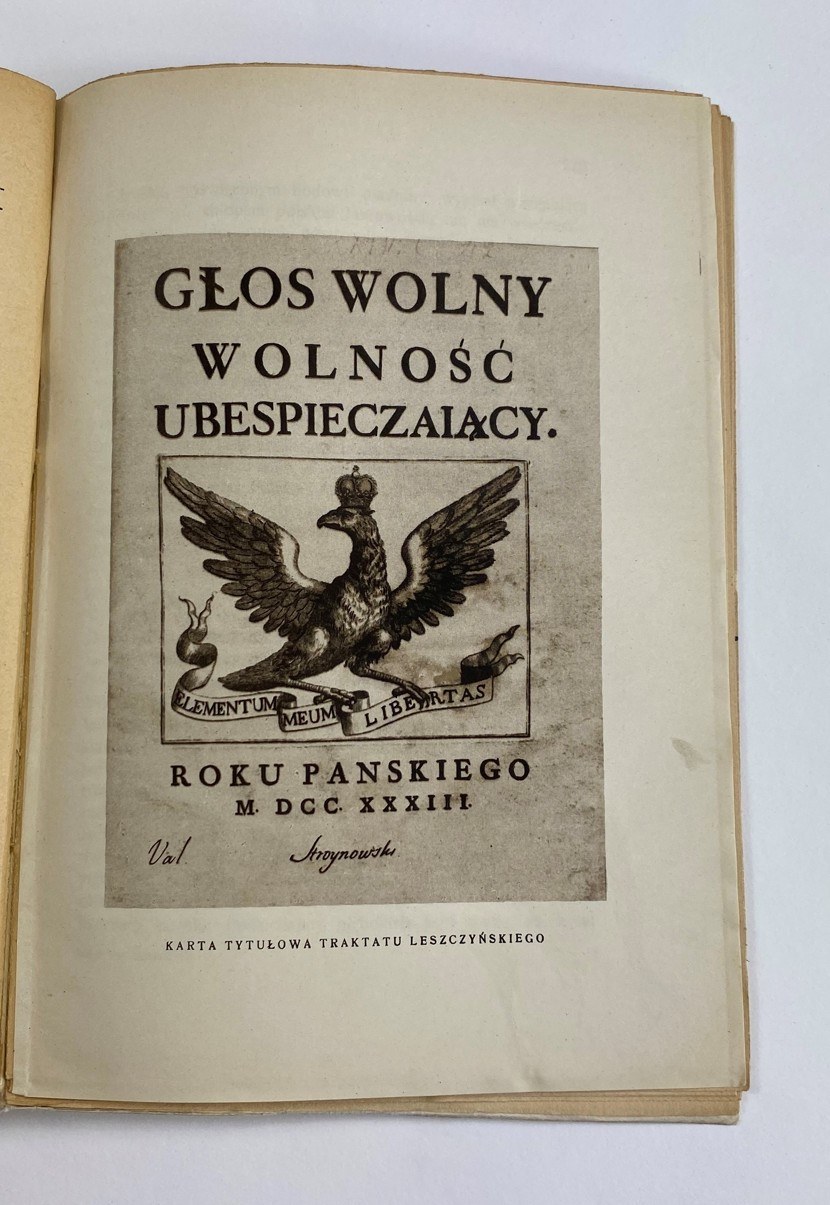 GŁOS WOLNY
WOLNOŚĆ
UBESPIECZAIĄCY.
ELEMENTUM MEUM LIBERTAS
ROKU PANSKIEGO
M. DCC. XXXIII.
Val Stroynowski
KARTA TYTUŁOWA TRAKTATU LESZCZYŃSKIEGO